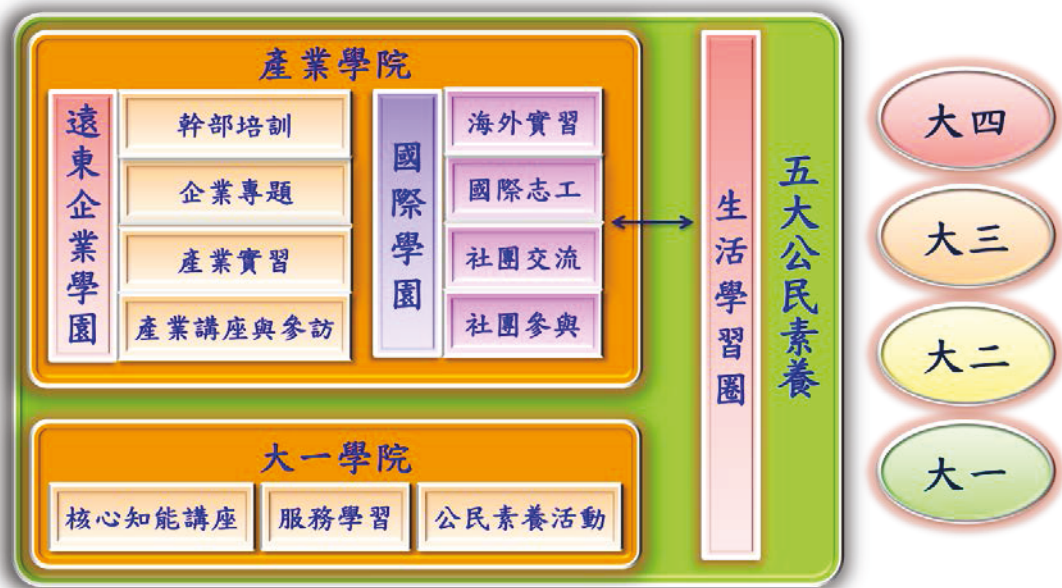 產業學院
遠東企業學園
幹部培訓
企業專題
產業實習
產業講座與參訪
國際學園
海外實習
國際志工
社團交流
社團參與
大一學院
核心知能講座
服務學習
公民素養活動
生活學習圈
五大公民素養
大四
大三
大二
大一